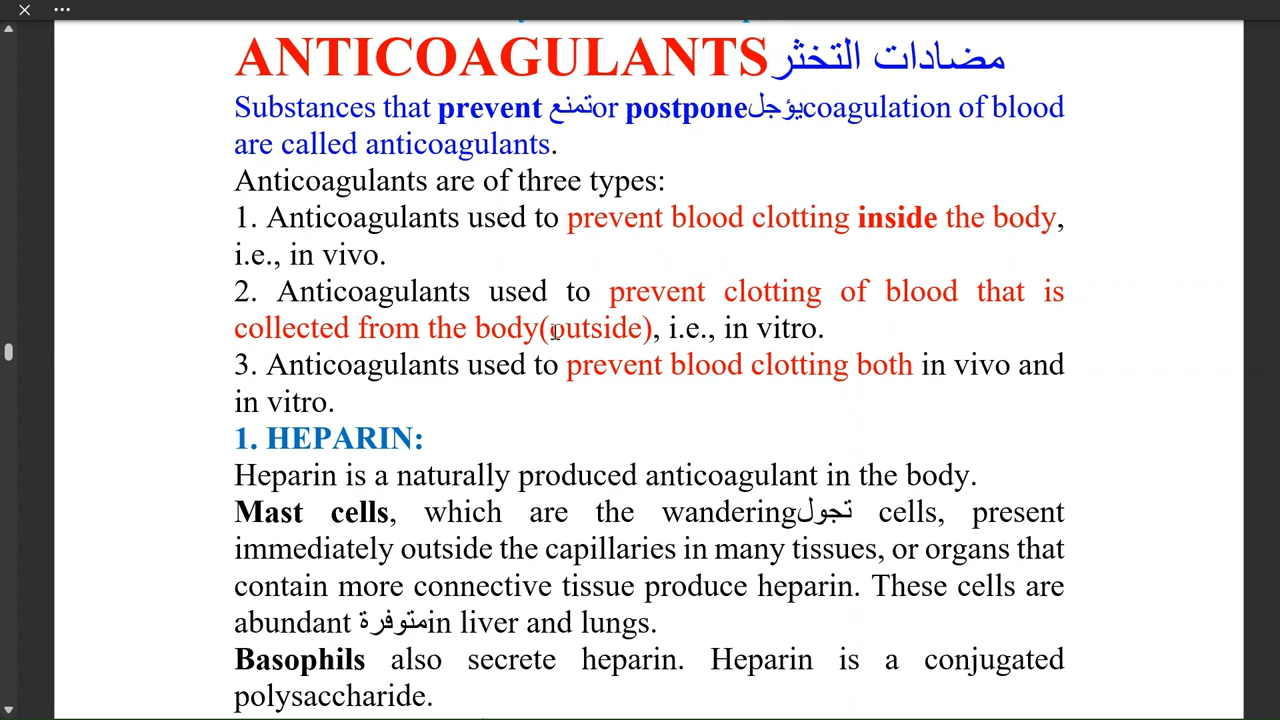 ANTICOAGULANTS مضادات التخثر
Substances that prevent تمنع or postpone يؤجل coagulation of blood
are called anticoagulants.
Anticoagulants are of three types:
1. Anticoagulants used to prevent blood clotting inside the body,
i.e., in vivo.
2. Anticoagulants used to prevent clotting of blood that is
collected from the body(outside), i.e., in vitro.
3. Anticoagulants used to prevent blood clotting both in vivo and
in vitro.
1. HEPARIN:
Heparin is a naturally produced anticoagulant in the body.
Mast cells, which are the wandering تجول cells, present
immediately outside the capillaries in many tissues, or organs that
contain more connective tissue produce heparin. These cells are
abundant متوفرة in liver and lungs.
Basophils also secrete heparin. Heparin is a conjugated
polysaccharide.